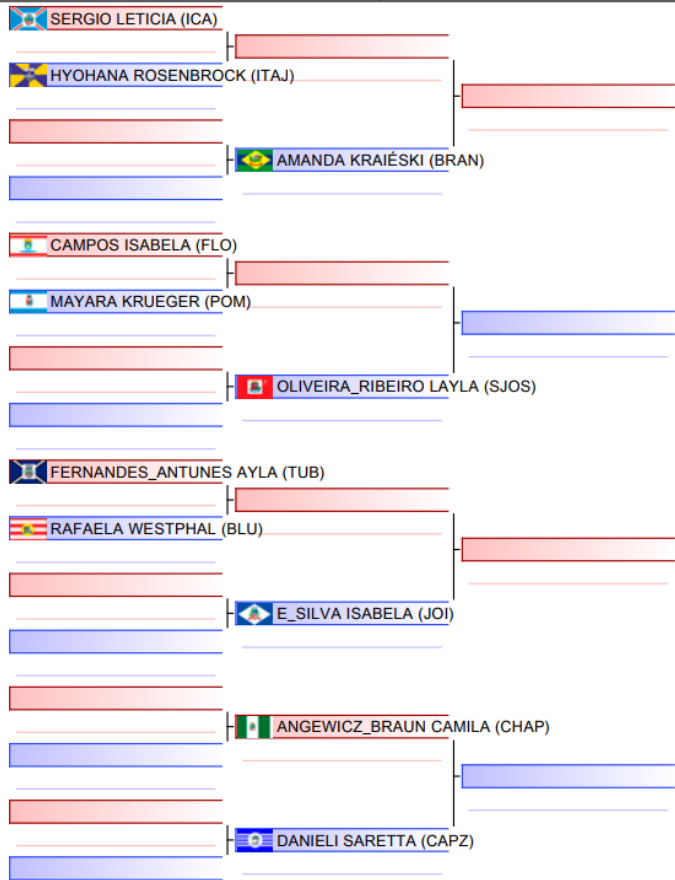 SERGIO LETICIA (ICA)
HYOHANA ROSENBROCK (ITAJ)
AMANDA KRAIÉSKI (BRAN)
CAMPOS ISABELA (FLO)
MAYARA KRUEGER (POM)
OLIVEIRA_RIBEIRO LAYLA (SJOS)
FERNANDES_ANTUNES AYLA (TUB)
RAFAELA WESTPHAL (BLU)
E_SILVA ISABELA (JOI)
ANGEWICZ_BRAUN CAMILA (CHAP)
DANIELI SARETTA (CAPZ)